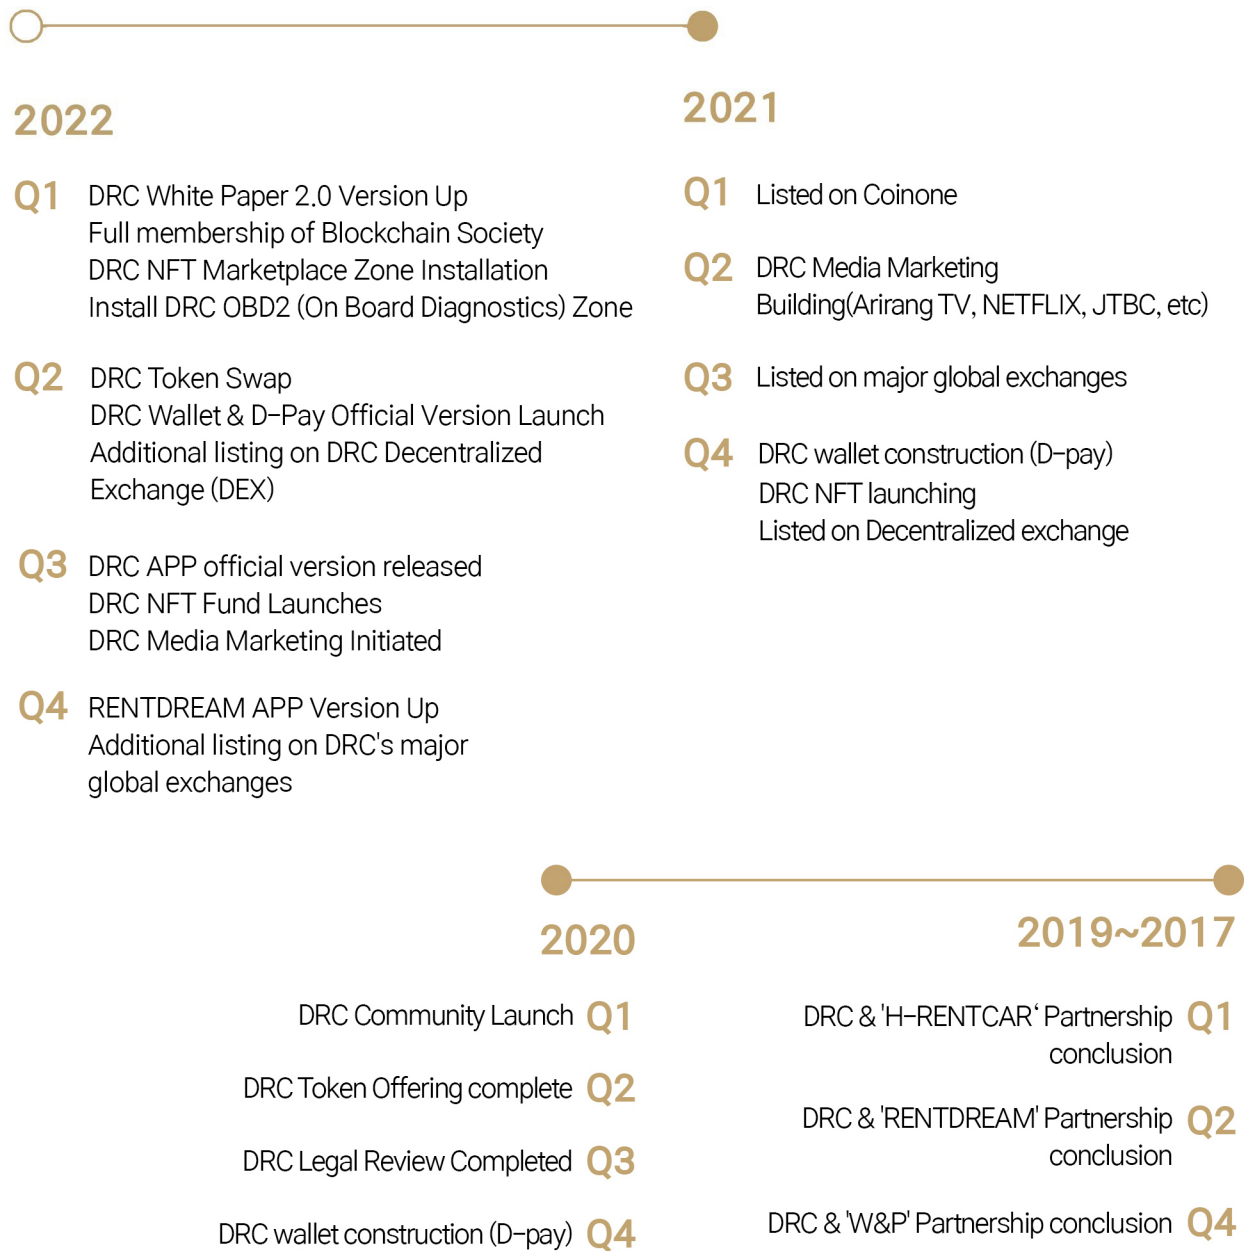 2022
Q1 DRC White Paper 2.0 Version Up
Full membership of Blockchain Society
DRC NFT Marketplace Zone Installation
Install DRC OBD2 (On Board Diagnostics) Zone
Q2 DRC Token Swap
DRC Wallet & D-Pay Official Version Launch
Additional listing on DRC Decentralized
Exchange (DEX)
Q3 DRC APP official version released
DRC NFT Fund Launches
DRC Media Marketing Initiated
Q4 RENTDREAM APP Version Up
Additional listing on DRC's major
global exchanges
2021
Q1 Listed on Coinone
Q2 DRC Media Marketing
Building(Arirang TV, NETFLIX, JTBC, etc)
Q3 Listed on major global exchanges
Q4 DRC wallet construction (D-pay)
DRC NFT launching
Listed on Decentralized exchange
2020
DRC Community Launch Q1
DRC Token Offering complete Q2
DRC Legal Review Completed Q3
DRC wallet construction (D-pay) Q4
2019~2017
DRC & 'H-RENTCAR‘ Partnership Q1
conclusion
DRC & 'RENTDREAM' Partnership Q2
conclusion
DRC & 'W&P' Partnership conclusion Q4